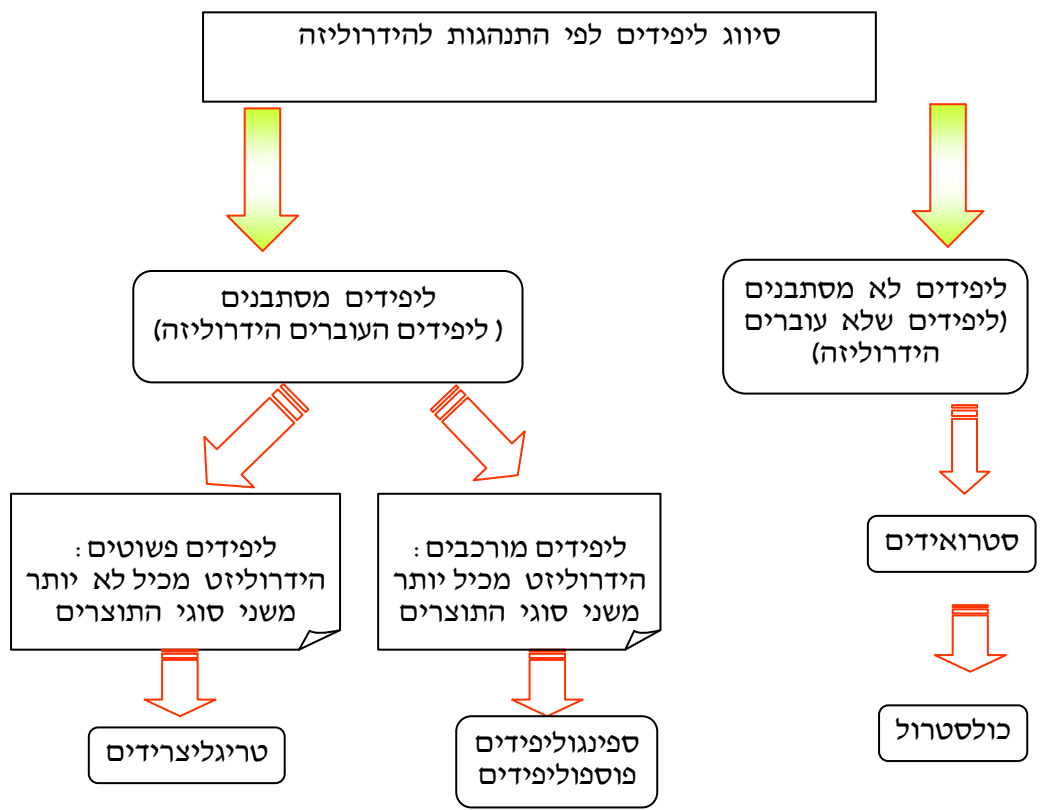 סיווג ליפידים לפי התנהגות להידרוליזה
ליפידים לא מסתבנים
(ליפידים שלא עוברים
הידרוליזה)
ליפידים מסתבנים
( ליפידים העוברים הידרוליזה)
סטרואידים
כולסטרול
ליפידים מורכבים :
הידרוליזט מכיל יותר
משני סוגי התוצרים
ליפידים פשוטים :
הידרוליזט מכיל לא יותר
משני סוגי התוצרים
ספינגוליפידים
פוספוליפידים
טריגליצרידים